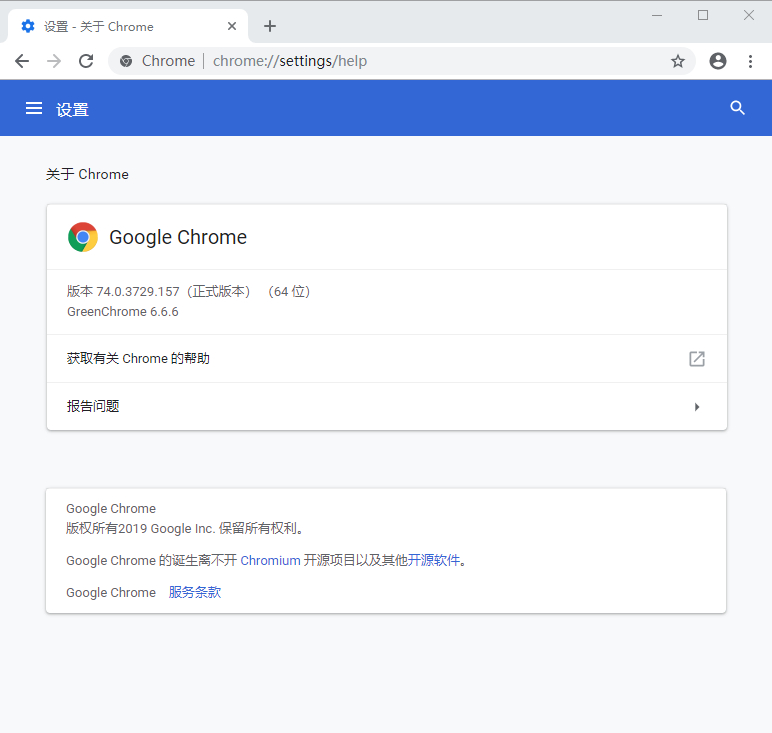 设置 - 关于 Chrome
Chrome | chrome://settings/help
设置
关于 Chrome
Google Chrome
版本 74.0.3729.157（正式版本） （64 位）
GreenChrome 6.6.6
获取有关 Chrome 的帮助
报告问题
Google Chrome
版权所有2019 Google Inc. 保留所有权利。
Google Chrome 的诞生离不开 Chromium 开源项目以及其他开源软件。
Google Chrome 服务条款